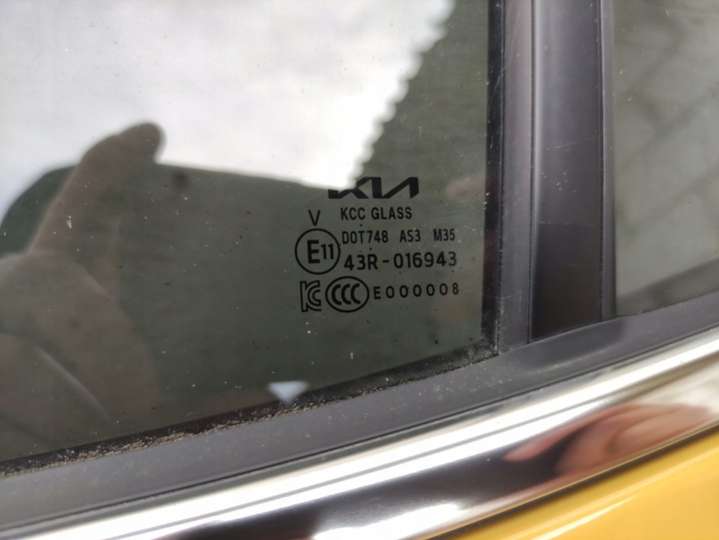 KIA
V KCC GLASS
E11 DOT748 AS3 M35
43R-016943
KC CCC E000008